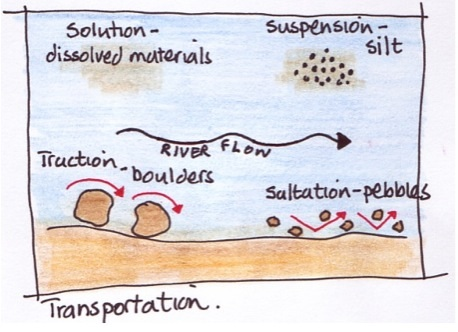 Solution-
dissolved materials
Suspension-
silt
RIVER FLOW
Traction-boulders
Saltation-pebbles
Transportation.